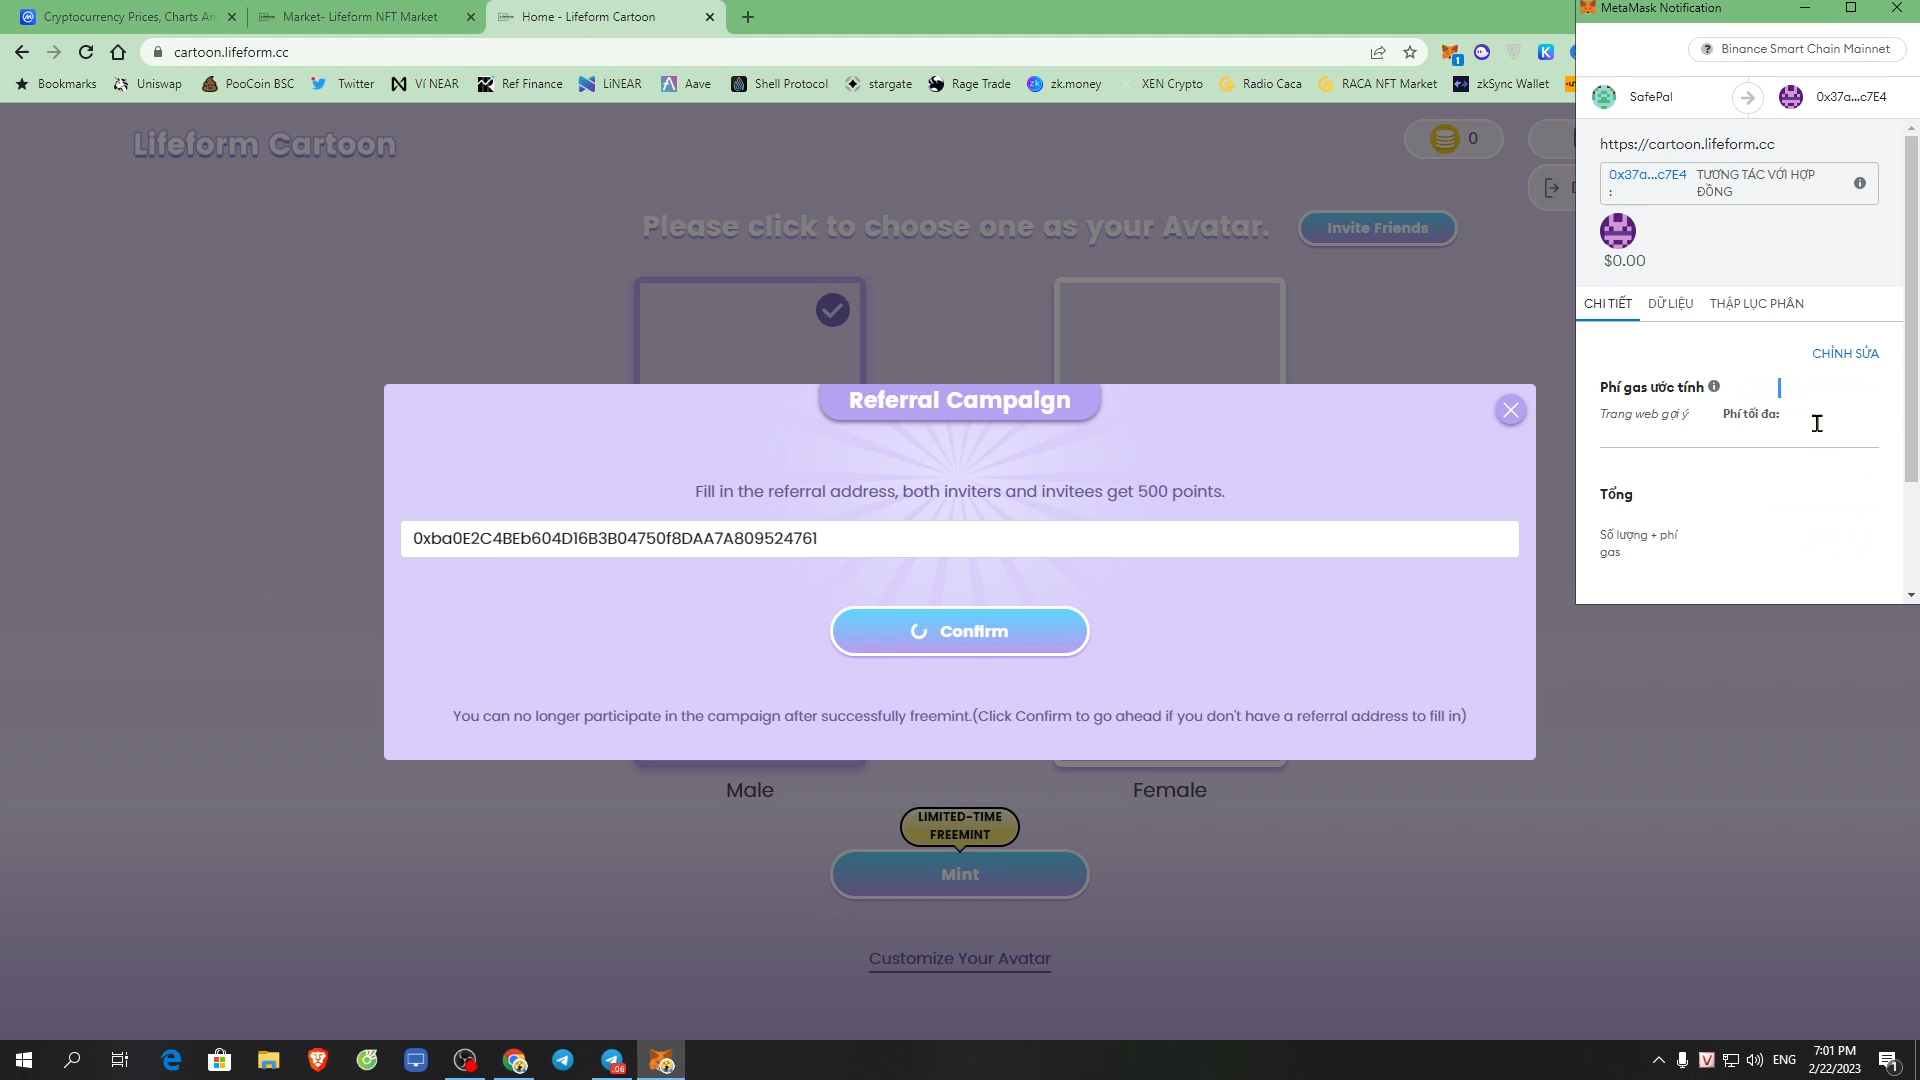 Cryptocurrency Prices, Charts An
Market- Lifeform NFT Market
Home - Lifeform Cartoon
cartoon.lifeform.cc
1
K
Bookmarks
Uniswap
PooCoin BSC
Twitter
Ví NEAR
Ref Finance
LiNEAR
Aave
Shell Protocol
stargate
Rage Trade
zk.money
XEN Crypto
Radio Caca
RACA NFT Market
zkSync Wallet
Lifeform Cartoon
0
Please click to choose one as your Avatar.
Invite Friends
Referral Campaign
Fill in the referral address, both inviters and invitees get 500 points.
0xba0E2C4BEb604D16B3B04750f8DAA7A809524761
Confirm
You can no longer participate in the campaign after successfully freemint.(Click Confirm to go ahead if you don't have a referral address to fill in)
Male
Female
LIMITED-TIME
FREEMINT
Mint
Customize Your Avatar
MetaMask Notification
Binance Smart Chain Mainnet
SafePal
0x37a...c7E4
https://cartoon.lifeform.cc
0x37a...c7E4 TƯƠNG TÁC VỚI HỢP
: ĐỒNG
$0.00
CHI TIẾT
DỮ LIỆU
THẬP LỤC PHÂN
CHỈNH SỬA
Phí gas ước tính
Trang web gợi ý
Phí tối đa:
Tổng
Số lượng + phí
gas
ENG
7:01 PM
2/22/2023
1